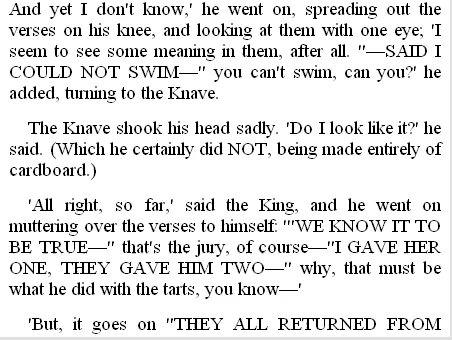 And yet I don't know,' he went on, spreading out the
verses on his knee, and looking at them with one eye; 'I
seem to see some meaning in them, after all. "—SAID I
COULD NOT SWIM—" you can't swim, can you?' he
added, turning to the Knave.
The Knave shook his head sadly. 'Do I look like it?' he
said. (Which he certainly did NOT, being made entirely of
cardboard.)
'All right, so far,' said the King, and he went on
muttering over the verses to himself: '"WE KNOW IT TO
BE TRUE—" that's the jury, of course—"I GAVE HER
ONE, THEY GAVE HIM TWO—" why, that must be
what he did with the tarts, you know—'
'But, it goes on "THEY ALL RETURNED FROM